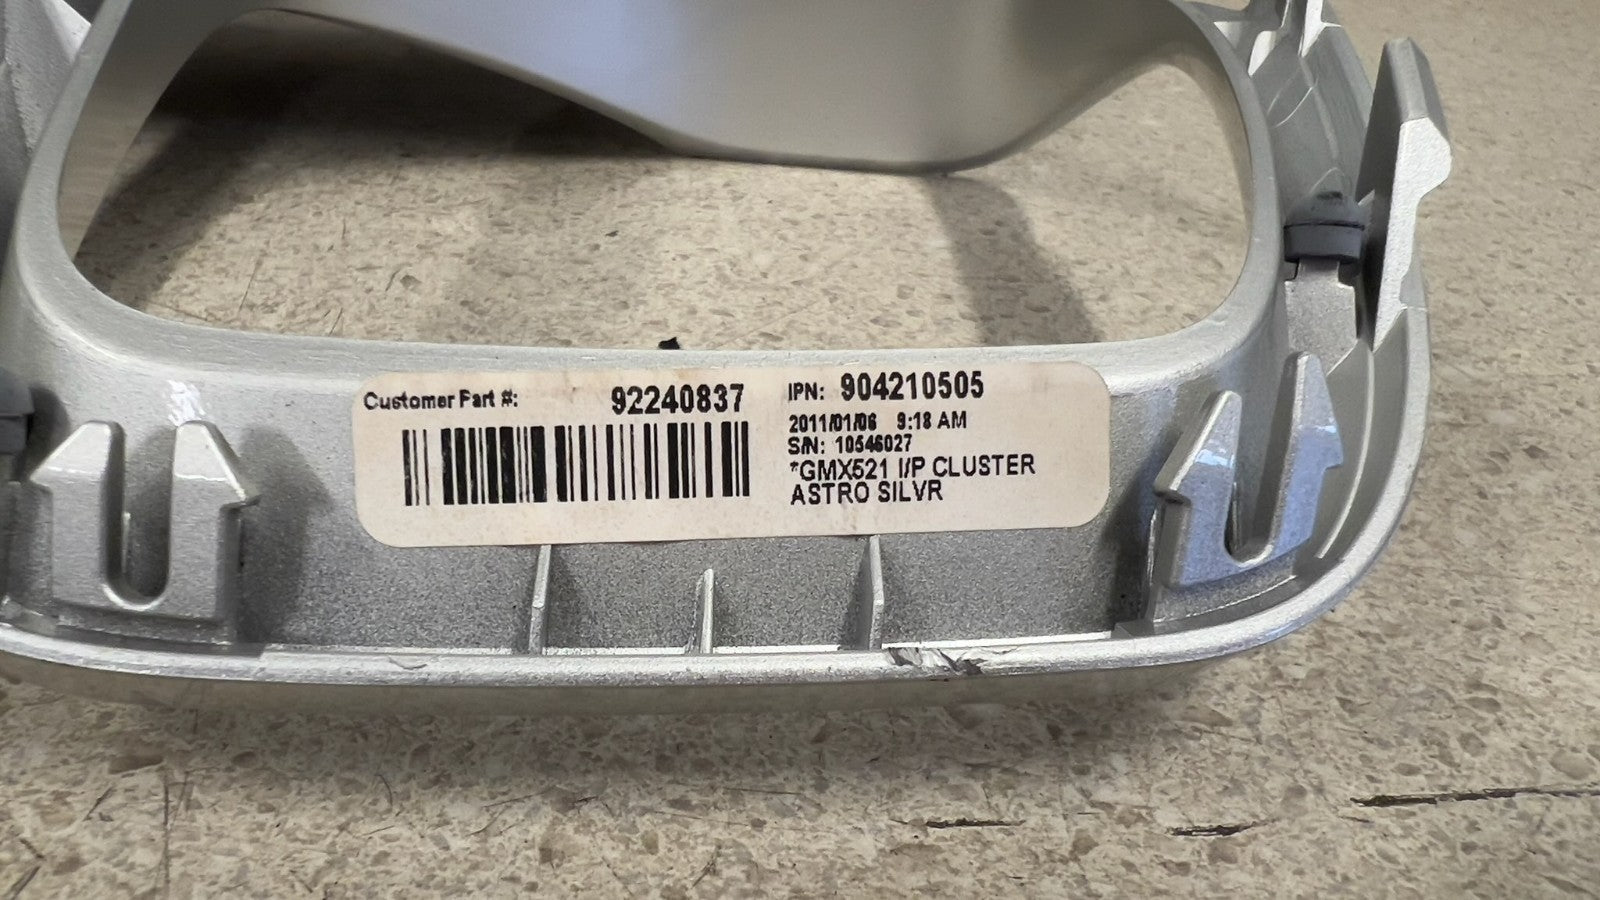 Customer Part #: 92240837
IPN: 904210505
2011/01/06 9:18 AM
S/N: 10546027
*GMX521 I/P CLUSTER
ASTRO SILVR